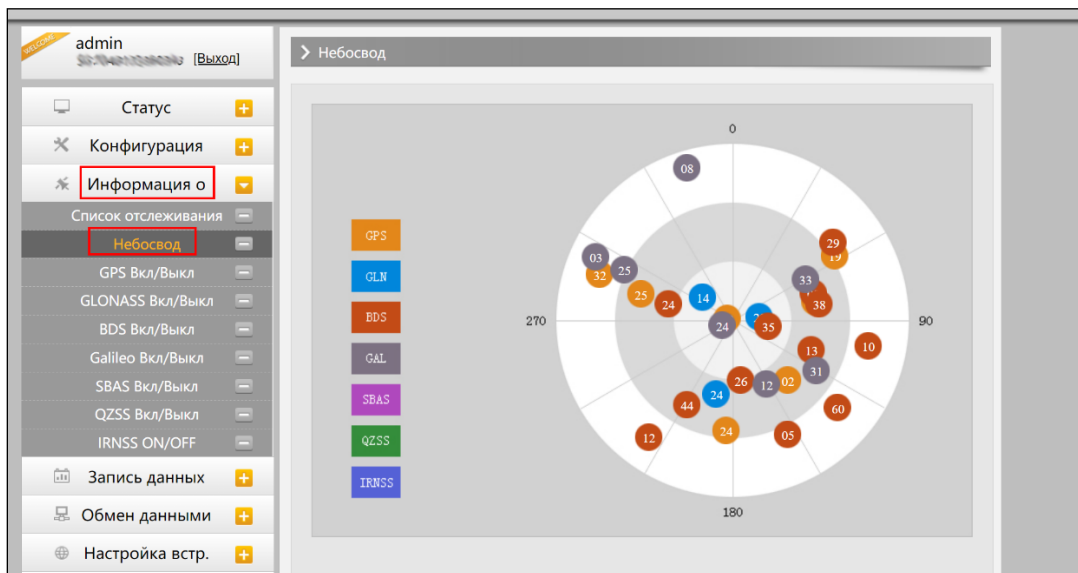 WELCOME
admin
[Выход]
Статус
Конфигурация
Информация о
Список отслеживания
Небосвод
GPS Вкл/Выкл
GLONASS Вкл/Выкл
BDS Вкл/Выкл
Galileo Вкл/Выкл
SBAS Вкл/Выкл
QZSS Вкл/Выкл
IRNSS ON/OFF
Запись данных
Обмен данными
Настройка встр.
Небосвод
GPS
GLN
BDS
GAL
SBAS
QZSS
IRNSS
0
08
29
19
03
32
25
33
25
14
24
38
270
24
35
90
13
10
31
26
12
02
24
44
60
24
12
05
180